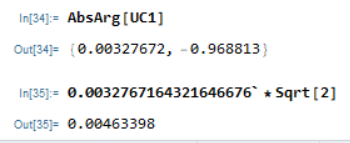 In[34]:= AbsArg[UC1]
Out[34]= {0.00327672, -0.968813}
In[35]:= 0.0032767164321646676` * Sqrt[2]
Out[35]= 0.00463398